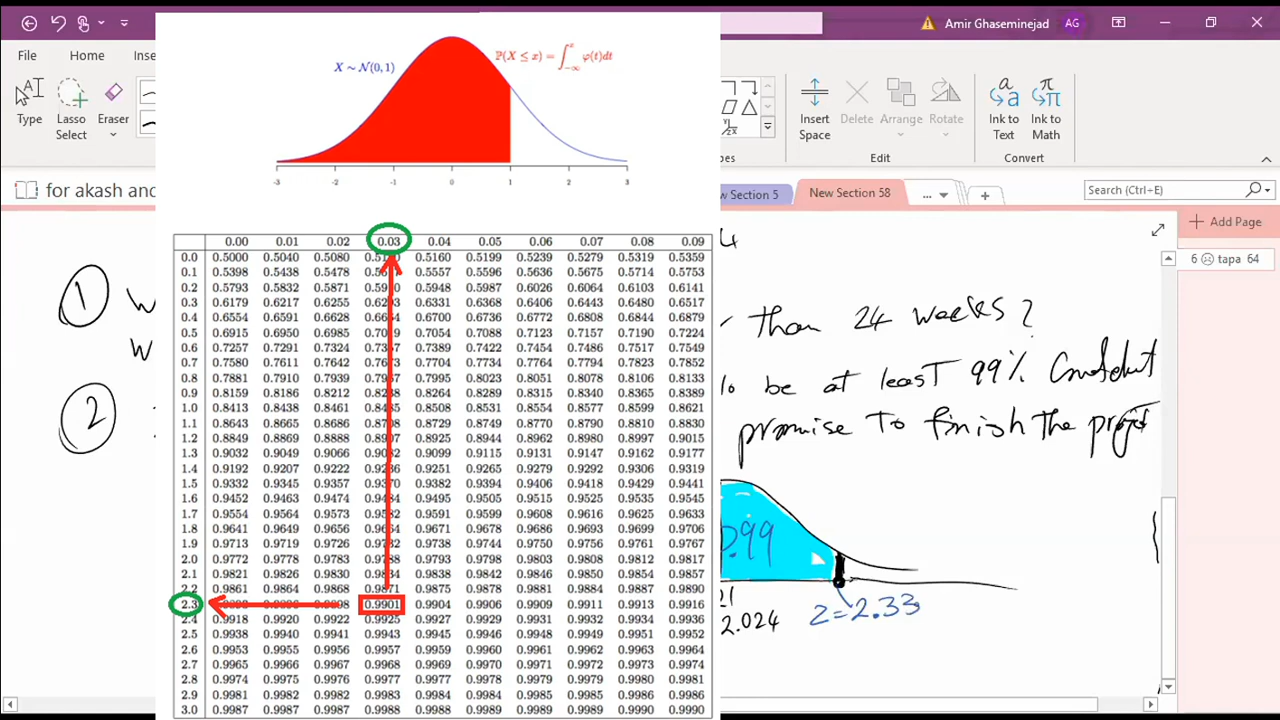 Amir Ghaseminejad AG
File Home Inse
Type
Lasso Select
Eraser
Insert Space
Delete
Arrange
Rotate
Ink to Text
Ink to Math
pes
Edit
Convert
for akash and
ew Section 5
New Section 58
...
Search (Ctrl+E)
Add Page
6 ☹ tapa 64
X ∼ N(0, 1)
ℙ(X ≤ x) = ∫_{-∞}^{x} φ(t)dt
-3 -2 -1 0 1 2 3
0.00 0.01 0.02 0.03 0.04 0.05 0.06 0.07 0.08 0.09
0.0 0.5000 0.5040 0.5080 0.5160 0.5199 0.5239 0.5279 0.5319 0.5359
0.1 0.5398 0.5438 0.5478 0.5557 0.5596 0.5636 0.5675 0.5714 0.5753
0.2 0.5793 0.5832 0.5871 0.5948 0.5987 0.6026 0.6064 0.6103 0.6141
0.3 0.6179 0.6217 0.6255 0.6331 0.6368 0.6406 0.6443 0.6480 0.6517
0.4 0.6554 0.6591 0.6628 0.6700 0.6736 0.6772 0.6808 0.6844 0.6879
0.5 0.6915 0.6950 0.6985 0.7054 0.7088 0.7123 0.7157 0.7190 0.7224
0.6 0.7257 0.7291 0.7324 0.7389 0.7422 0.7454 0.7486 0.7517 0.7549
0.7 0.7580 0.7611 0.7642 0.7704 0.7734 0.7764 0.7794 0.7823 0.7852
0.8 0.7881 0.7910 0.7939 0.7995 0.8023 0.8051 0.8078 0.8106 0.8133
0.9 0.8159 0.8186 0.8212 0.8264 0.8289 0.8315 0.8340 0.8365 0.8389
1.0 0.8413 0.8438 0.8461 0.8508 0.8531 0.8554 0.8577 0.8599 0.8621
1.1 0.8643 0.8665 0.8686 0.8729 0.8749 0.8770 0.8790 0.8810 0.8830
1.2 0.8849 0.8869 0.8888 0.8925 0.8944 0.8962 0.8980 0.8997 0.9015
1.3 0.9032 0.9049 0.9066 0.9099 0.9115 0.9131 0.9147 0.9162 0.9177
1.4 0.9192 0.9207 0.9222 0.9251 0.9265 0.9279 0.9292 0.9306 0.9319
1.5 0.9332 0.9345 0.9357 0.9382 0.9394 0.9406 0.9418 0.9429 0.9441
1.6 0.9452 0.9463 0.9474 0.9495 0.9505 0.9515 0.9525 0.9535 0.9545
1.7 0.9554 0.9564 0.9573 0.9591 0.9599 0.9608 0.9616 0.9625 0.9633
1.8 0.9641 0.9649 0.9656 0.9671 0.9678 0.9686 0.9693 0.9699 0.9706
1.9 0.9713 0.9719 0.9726 0.9738 0.9744 0.9750 0.9756 0.9761 0.9767
2.0 0.9772 0.9778 0.9783 0.9793 0.9798 0.9803 0.9808 0.9812 0.9817
2.1 0.9821 0.9826 0.9830 0.9838 0.9842 0.9846 0.9850 0.9854 0.9857
2.2 0.9861 0.9864 0.9868 0.9875 0.9878 0.9881 0.9884 0.9887 0.9890
2.3 0.9901 0.9904 0.9906 0.9909 0.9911 0.9913 0.9916
2.4 0.9918 0.9920 0.9922 0.9925 0.9927 0.9929 0.9931 0.9932 0.9934 0.9936
2.5 0.9938 0.9940 0.9941 0.9943 0.9945 0.9946 0.9948 0.9949 0.9951 0.9952
2.6 0.9953 0.9955 0.9956 0.9957 0.9959 0.9960 0.9961 0.9962 0.9963 0.9964
2.7 0.9965 0.9966 0.9967 0.9968 0.9969 0.9970 0.9971 0.9972 0.9973 0.9974
2.8 0.9974 0.9975 0.9976 0.9977 0.9977 0.9978 0.9979 0.9979 0.9980 0.9981
2.9 0.9981 0.9982 0.9982 0.9983 0.9984 0.9984 0.9985 0.9985 0.9986 0.9986
3.0 0.9987 0.9987 0.9987 0.9988 0.9988 0.9989 0.9989 0.9989 0.9990 0.9990
4
1 W
r than 24 weeks?
W
o be at least 99% Confident
2
promise to finish the project
0.99
21
2.024
z=2.33